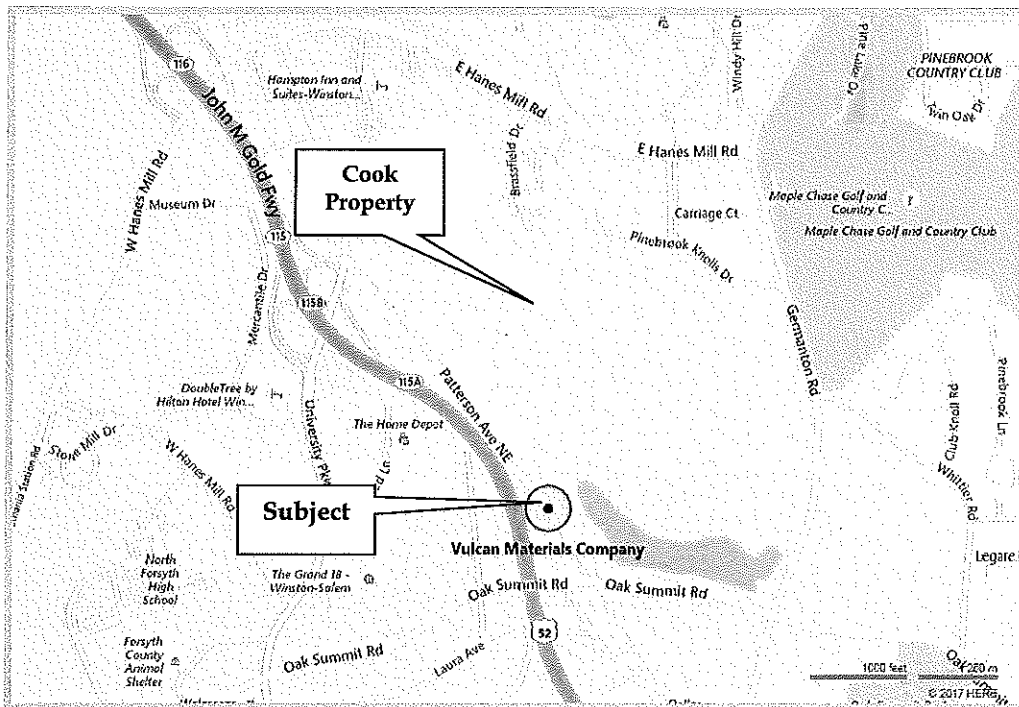 116
John M Gold Fwy
Hampton Inn and
Suites-Winston...
E Hanes Mill Rd
Windy Hill Dr
PINEBROOK
COUNTRY CLUB
Twin Oak Dr
W Hanes Mill Rd
Museum Dr
Cook
Property
Brassfield Dr
E Hanes Mill Rd
Carriage Ct
Maple Chase Golf and
Country C...
Maple Chase Golf and Country Club
Pinebrook Knolls Dr
115
Mercantile Dr
115B
115A
Patterson Ave NE
Germanton Rd
DoubleTree by
Hilton Hotel Win...
University Pkw
The Home Depot
Club Knoll Rd
Pinebrook Ln
Stone Mill Dr
W Hanes Mill Rd
Station Rd
Whittier Rd
Subject
Vulcan Materials Company
Legare
North
Forsyth
High
School
The Grand 18 -
Winston-Salem
Oak Summit Rd
Oak Summit Rd
52
Forsyth
County
Animal
Shelter
Oak Summit Rd
Laura Ave
1000 feet
© 2017 HERE